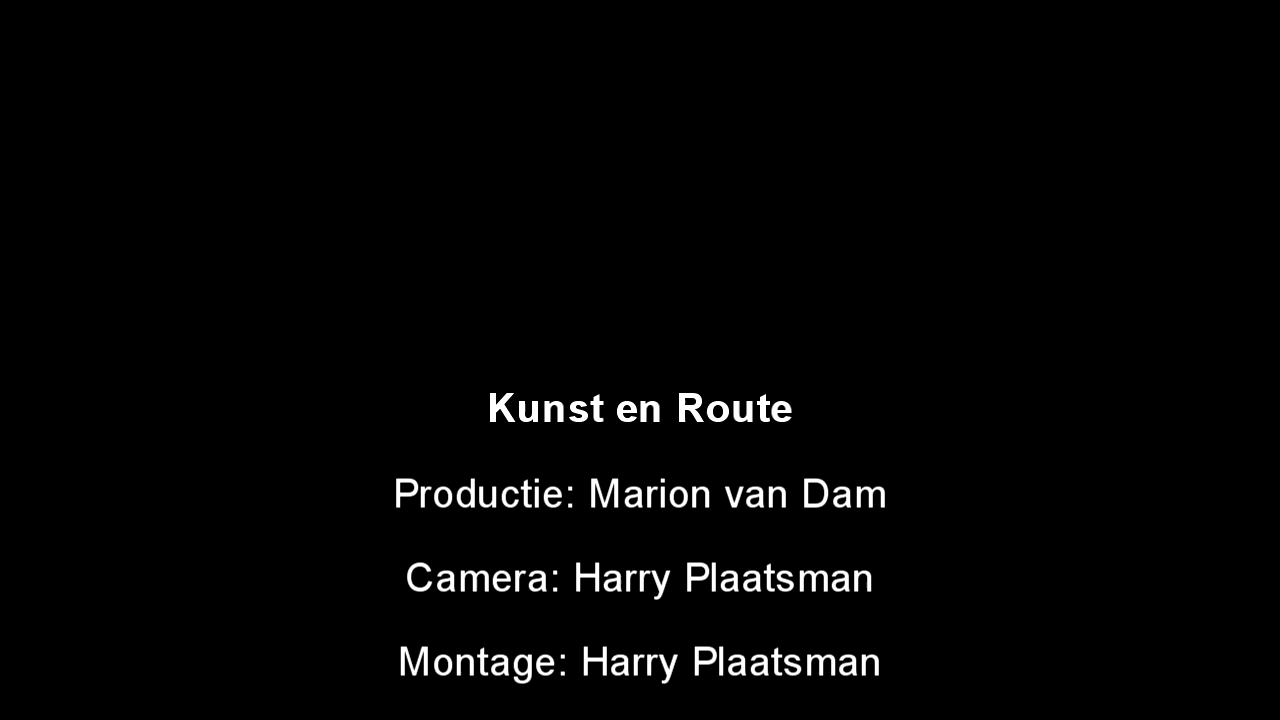 Kunst en Route
Productie: Marion van Dam
Camera: Harry Plaatsman
Montage: Harry Plaatsman